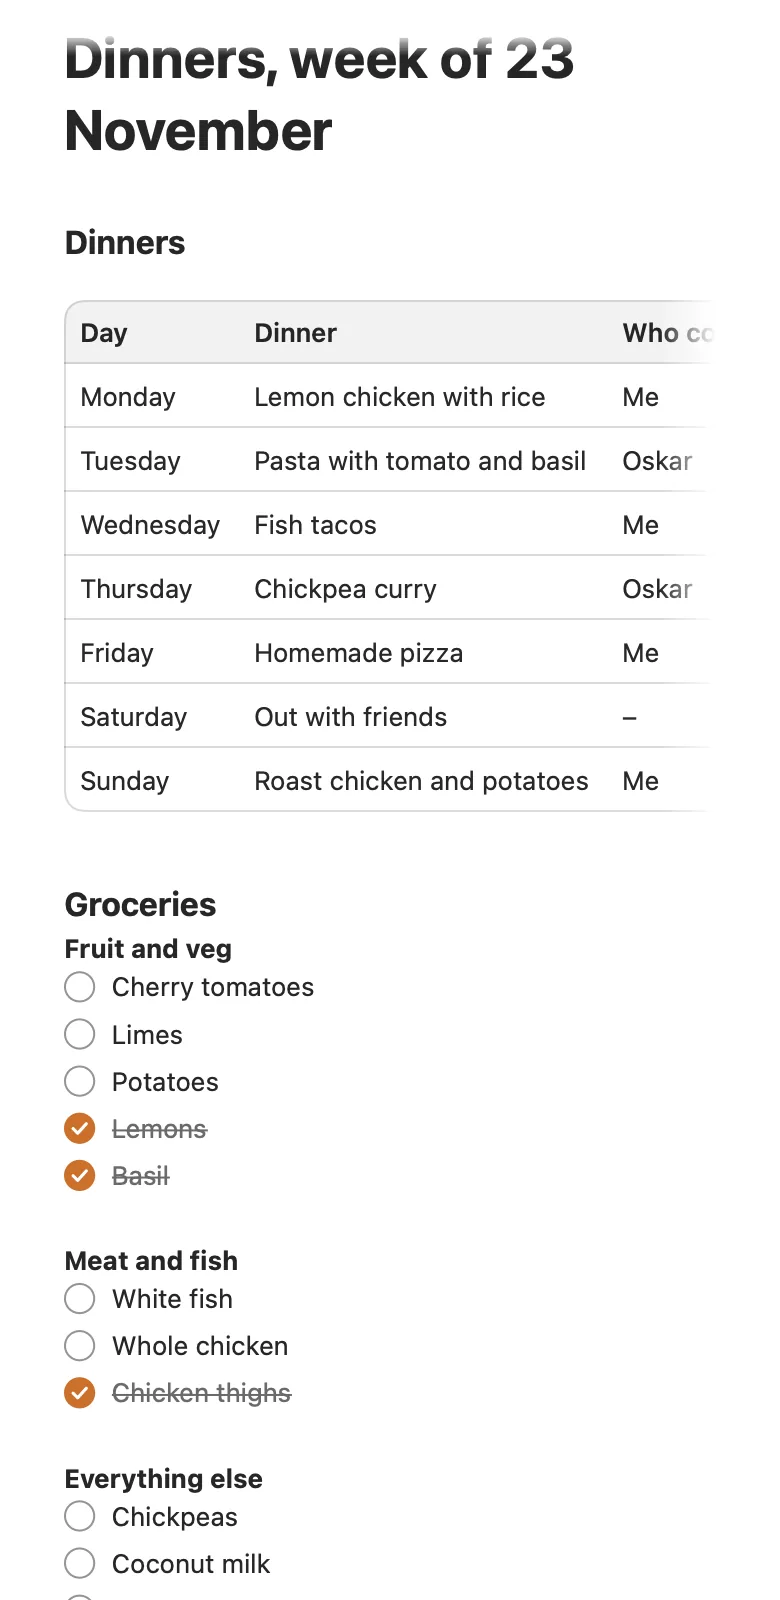 Dinners, week of 23
November
Dinners
Day Dinner Who
Monday Lemon chicken with rice Me
Tuesday Pasta with tomato and basil Oskar
Wednesday Fish tacos Me
Thursday Chickpea curry Oskar
Friday Homemade pizza Me
Saturday Out with friends –
Sunday Roast chicken and potatoes Me
Groceries
Fruit and veg
Cherry tomatoes
Limes
Potatoes
Lemons
Basil
Meat and fish
White fish
Whole chicken
Chicken thighs
Everything else
Chickpeas
Coconut milk